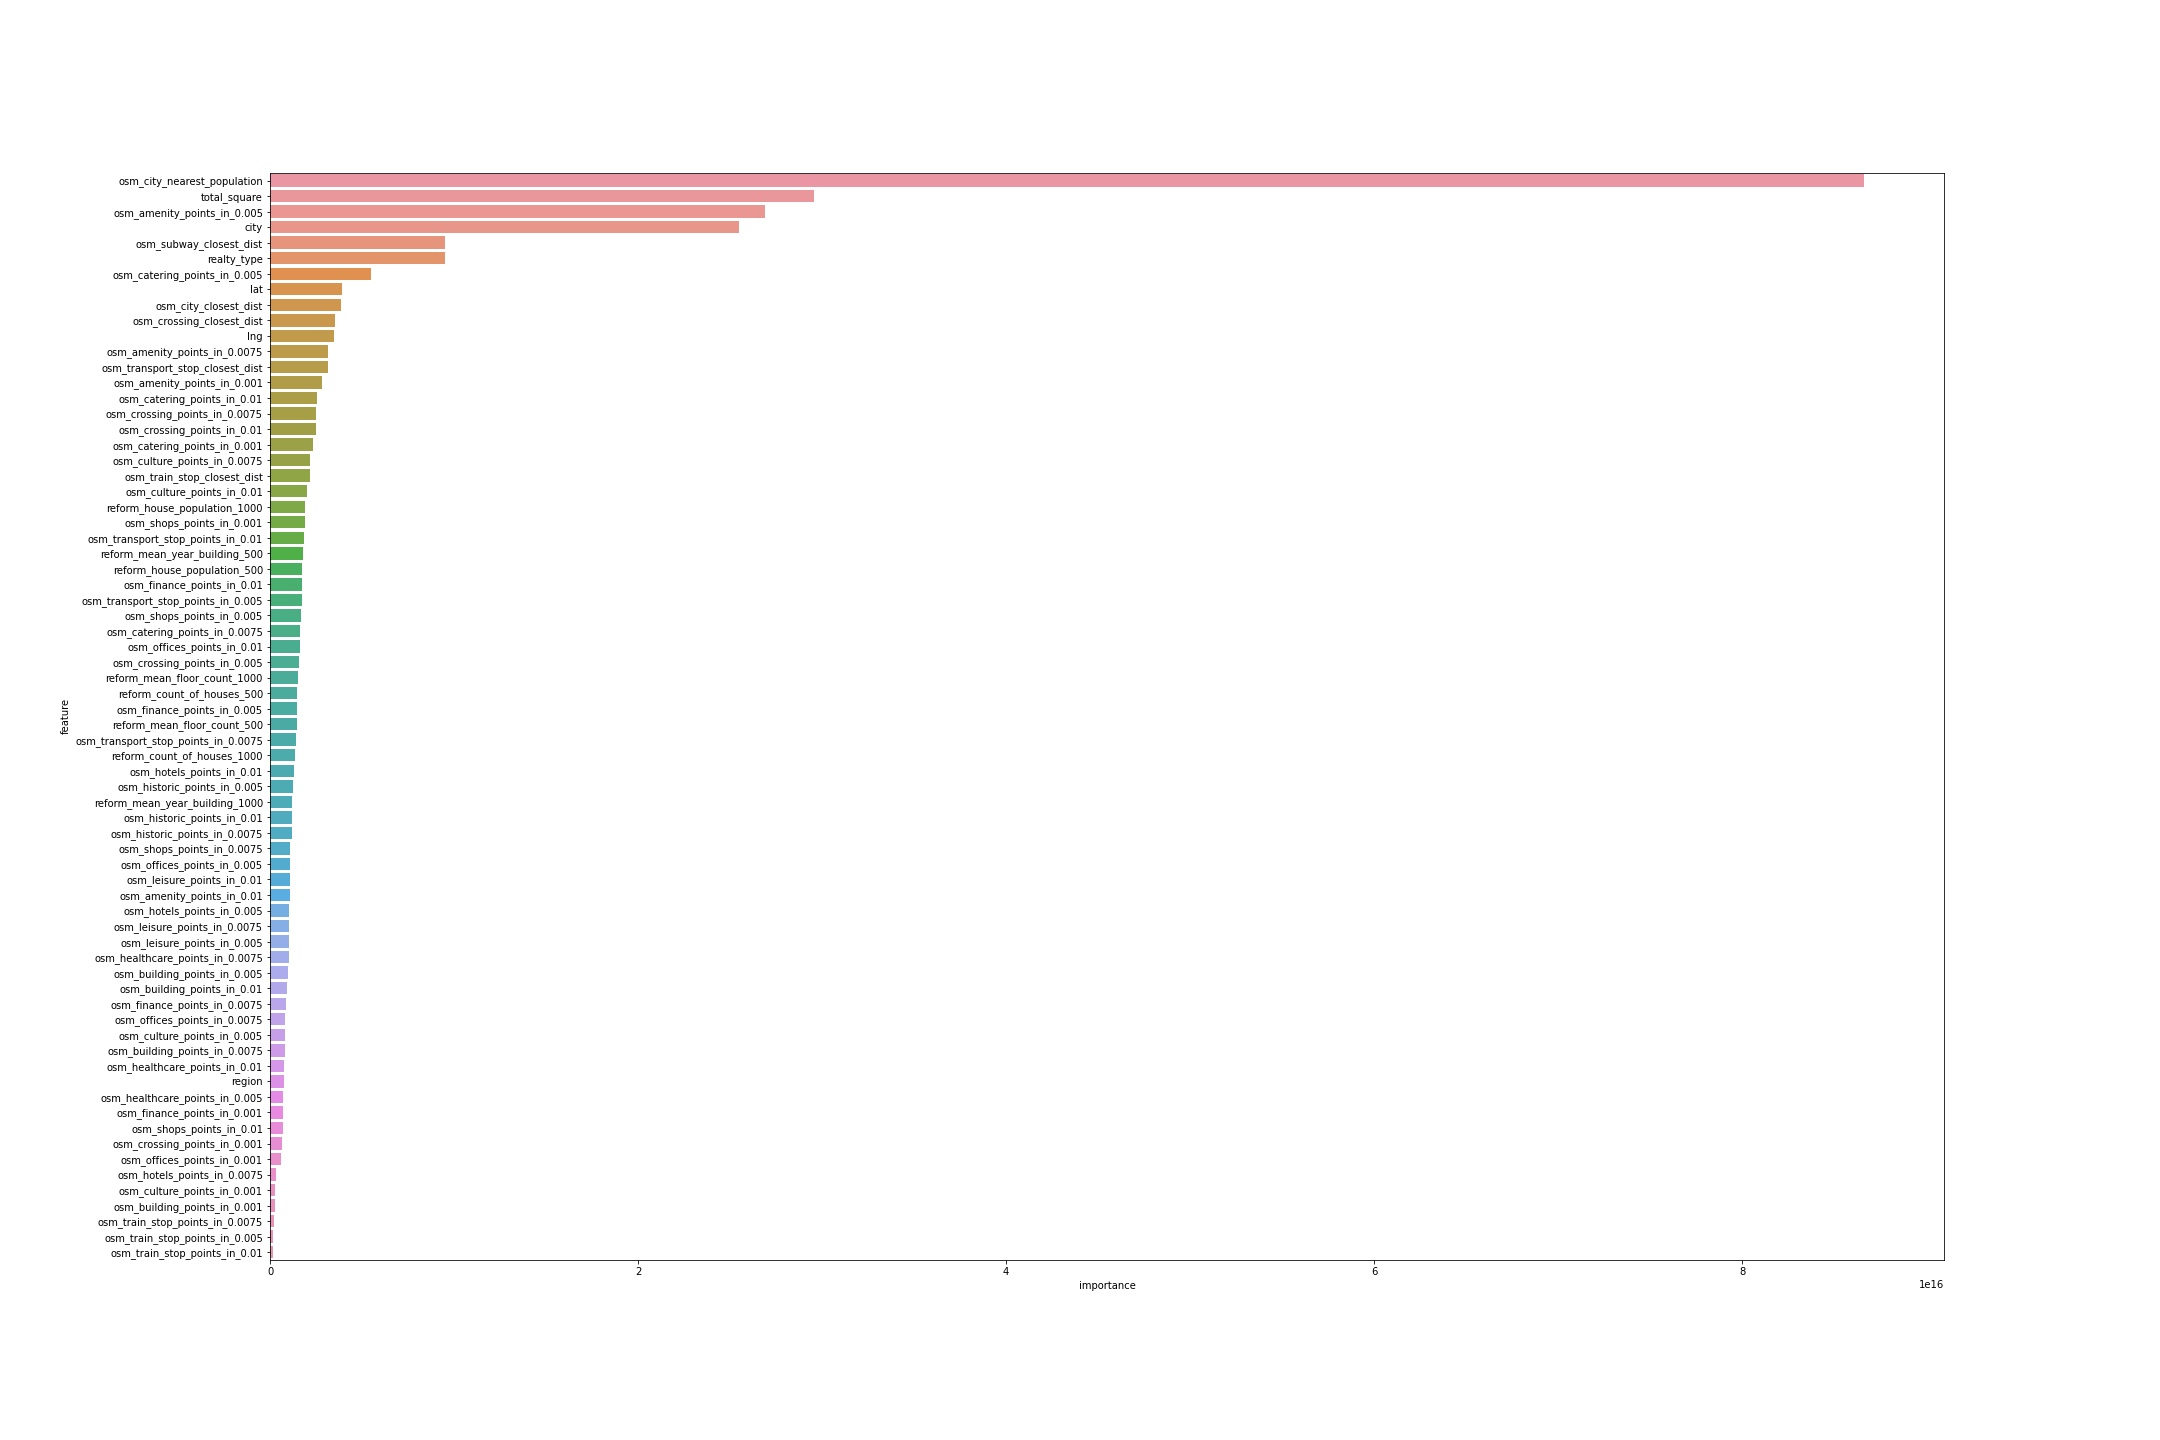 osm_city_nearest_population
total_square
osm_amenity_points_in_0.005
city
osm_subway_closest_dist
realty_type
osm_catering_points_in_0.005
lat
osm_city_closest_dist
osm_crossing_closest_dist
lng
osm_amenity_points_in_0.0075
osm_transport_stop_closest_dist
osm_amenity_points_in_0.001
osm_catering_points_in_0.01
osm_crossing_points_in_0.0075
osm_crossing_points_in_0.01
osm_catering_points_in_0.001
osm_culture_points_in_0.0075
osm_train_stop_closest_dist
osm_culture_points_in_0.01
reform_house_population_1000
osm_shops_points_in_0.001
osm_transport_stop_points_in_0.01
reform_mean_year_building_500
reform_house_population_500
osm_finance_points_in_0.01
osm_transport_stop_points_in_0.005
osm_shops_points_in_0.005
osm_catering_points_in_0.0075
osm_offices_points_in_0.01
osm_crossing_points_in_0.005
reform_mean_floor_count_1000
reform_count_of_houses_500
osm_finance_points_in_0.005
reform_mean_floor_count_500
osm_transport_stop_points_in_0.0075
reform_count_of_houses_1000
osm_hotels_points_in_0.01
osm_historic_points_in_0.005
reform_mean_year_building_1000
osm_historic_points_in_0.01
osm_historic_points_in_0.0075
osm_shops_points_in_0.0075
osm_offices_points_in_0.005
osm_leisure_points_in_0.01
osm_amenity_points_in_0.01
osm_hotels_points_in_0.005
osm_leisure_points_in_0.0075
osm_leisure_points_in_0.005
osm_healthcare_points_in_0.0075
osm_building_points_in_0.005
osm_building_points_in_0.01
osm_finance_points_in_0.0075
osm_offices_points_in_0.0075
osm_culture_points_in_0.005
osm_building_points_in_0.0075
osm_healthcare_points_in_0.01
region
osm_healthcare_points_in_0.005
osm_finance_points_in_0.001
osm_shops_points_in_0.01
osm_crossing_points_in_0.001
osm_offices_points_in_0.001
osm_hotels_points_in_0.0075
osm_culture_points_in_0.001
osm_building_points_in_0.001
osm_train_stop_points_in_0.0075
osm_train_stop_points_in_0.005
osm_train_stop_points_in_0.01
feature
0 2 4 6 8
importance
1e16